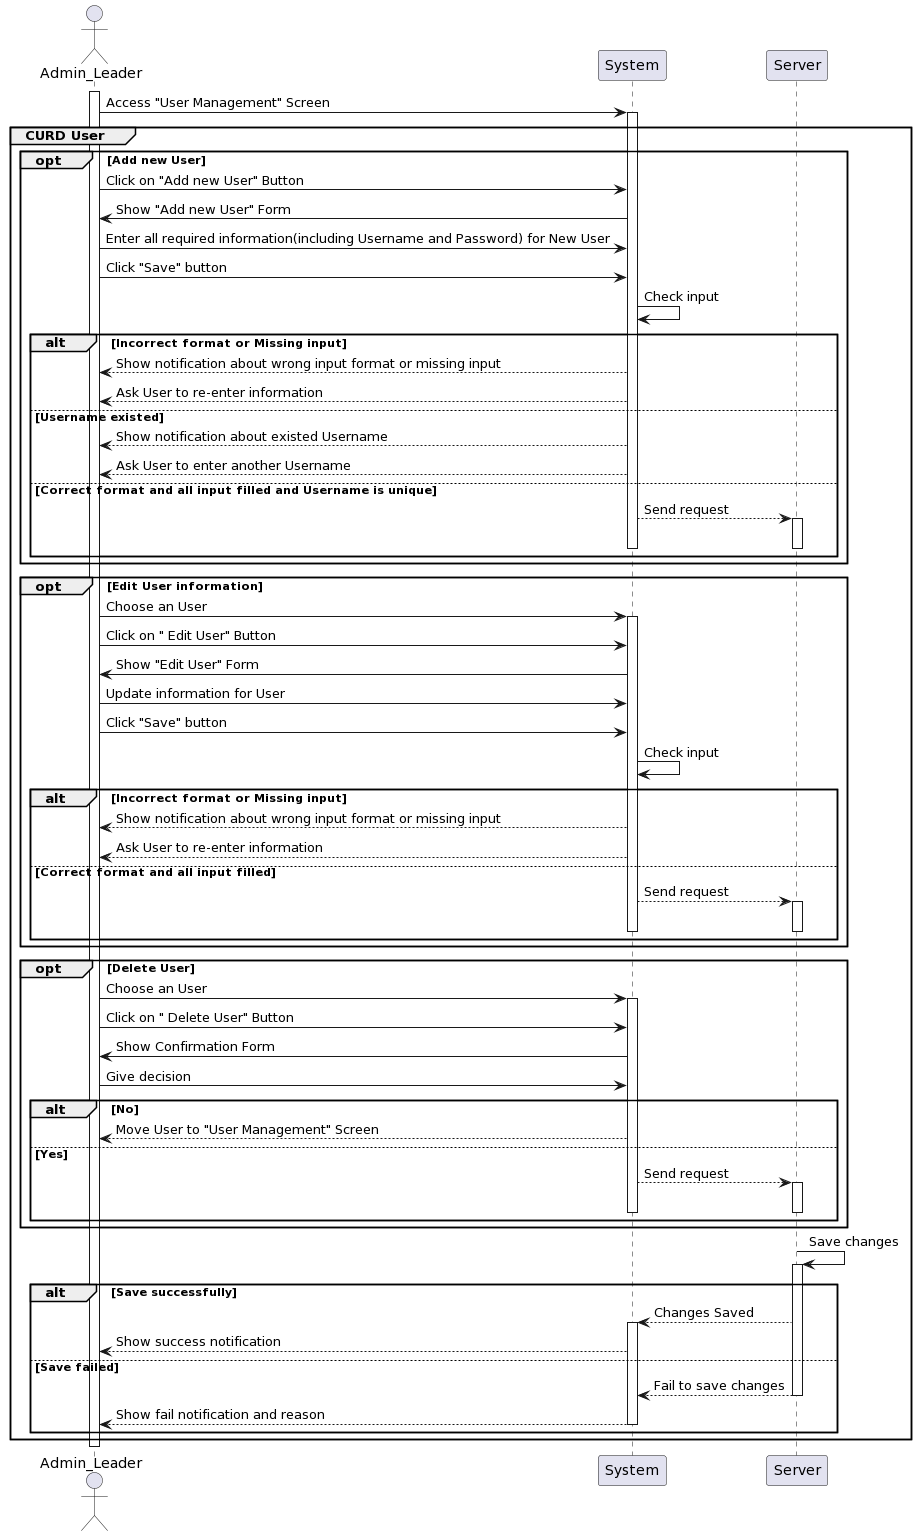 Admin_Leader
System
Server
Access "User Management" Screen
CURD User
opt
[Add new User]
Click on "Add new User" Button
Show "Add new User" Form
Enter all required information(including Username and Password) for New User
Click "Save" button
Check input
alt
[Incorrect format or Missing input]
Show notification about wrong input format or missing input
Ask User to re-enter information
[Username existed]
Show notification about existed Username
Ask User to enter another Username
[Correct format and all input filled and Username is unique]
Send request
opt
[Edit User information]
Choose an User
Click on " Edit User" Button
Show "Edit User" Form
Update information for User
Click "Save" button
Check input
alt
[Incorrect format or Missing input]
Show notification about wrong input format or missing input
Ask User to re-enter information
[Correct format and all input filled]
Send request
opt
[Delete User]
Choose an User
Click on " Delete User" Button
Show Confirmation Form
Give decision
alt
[No]
Move User to "User Management" Screen
[Yes]
Send request
Save changes
alt
[Save successfully]
Changes Saved
Show success notification
[Save failed]
Fail to save changes
Show fail notification and reason
Admin_Leader
System
Server